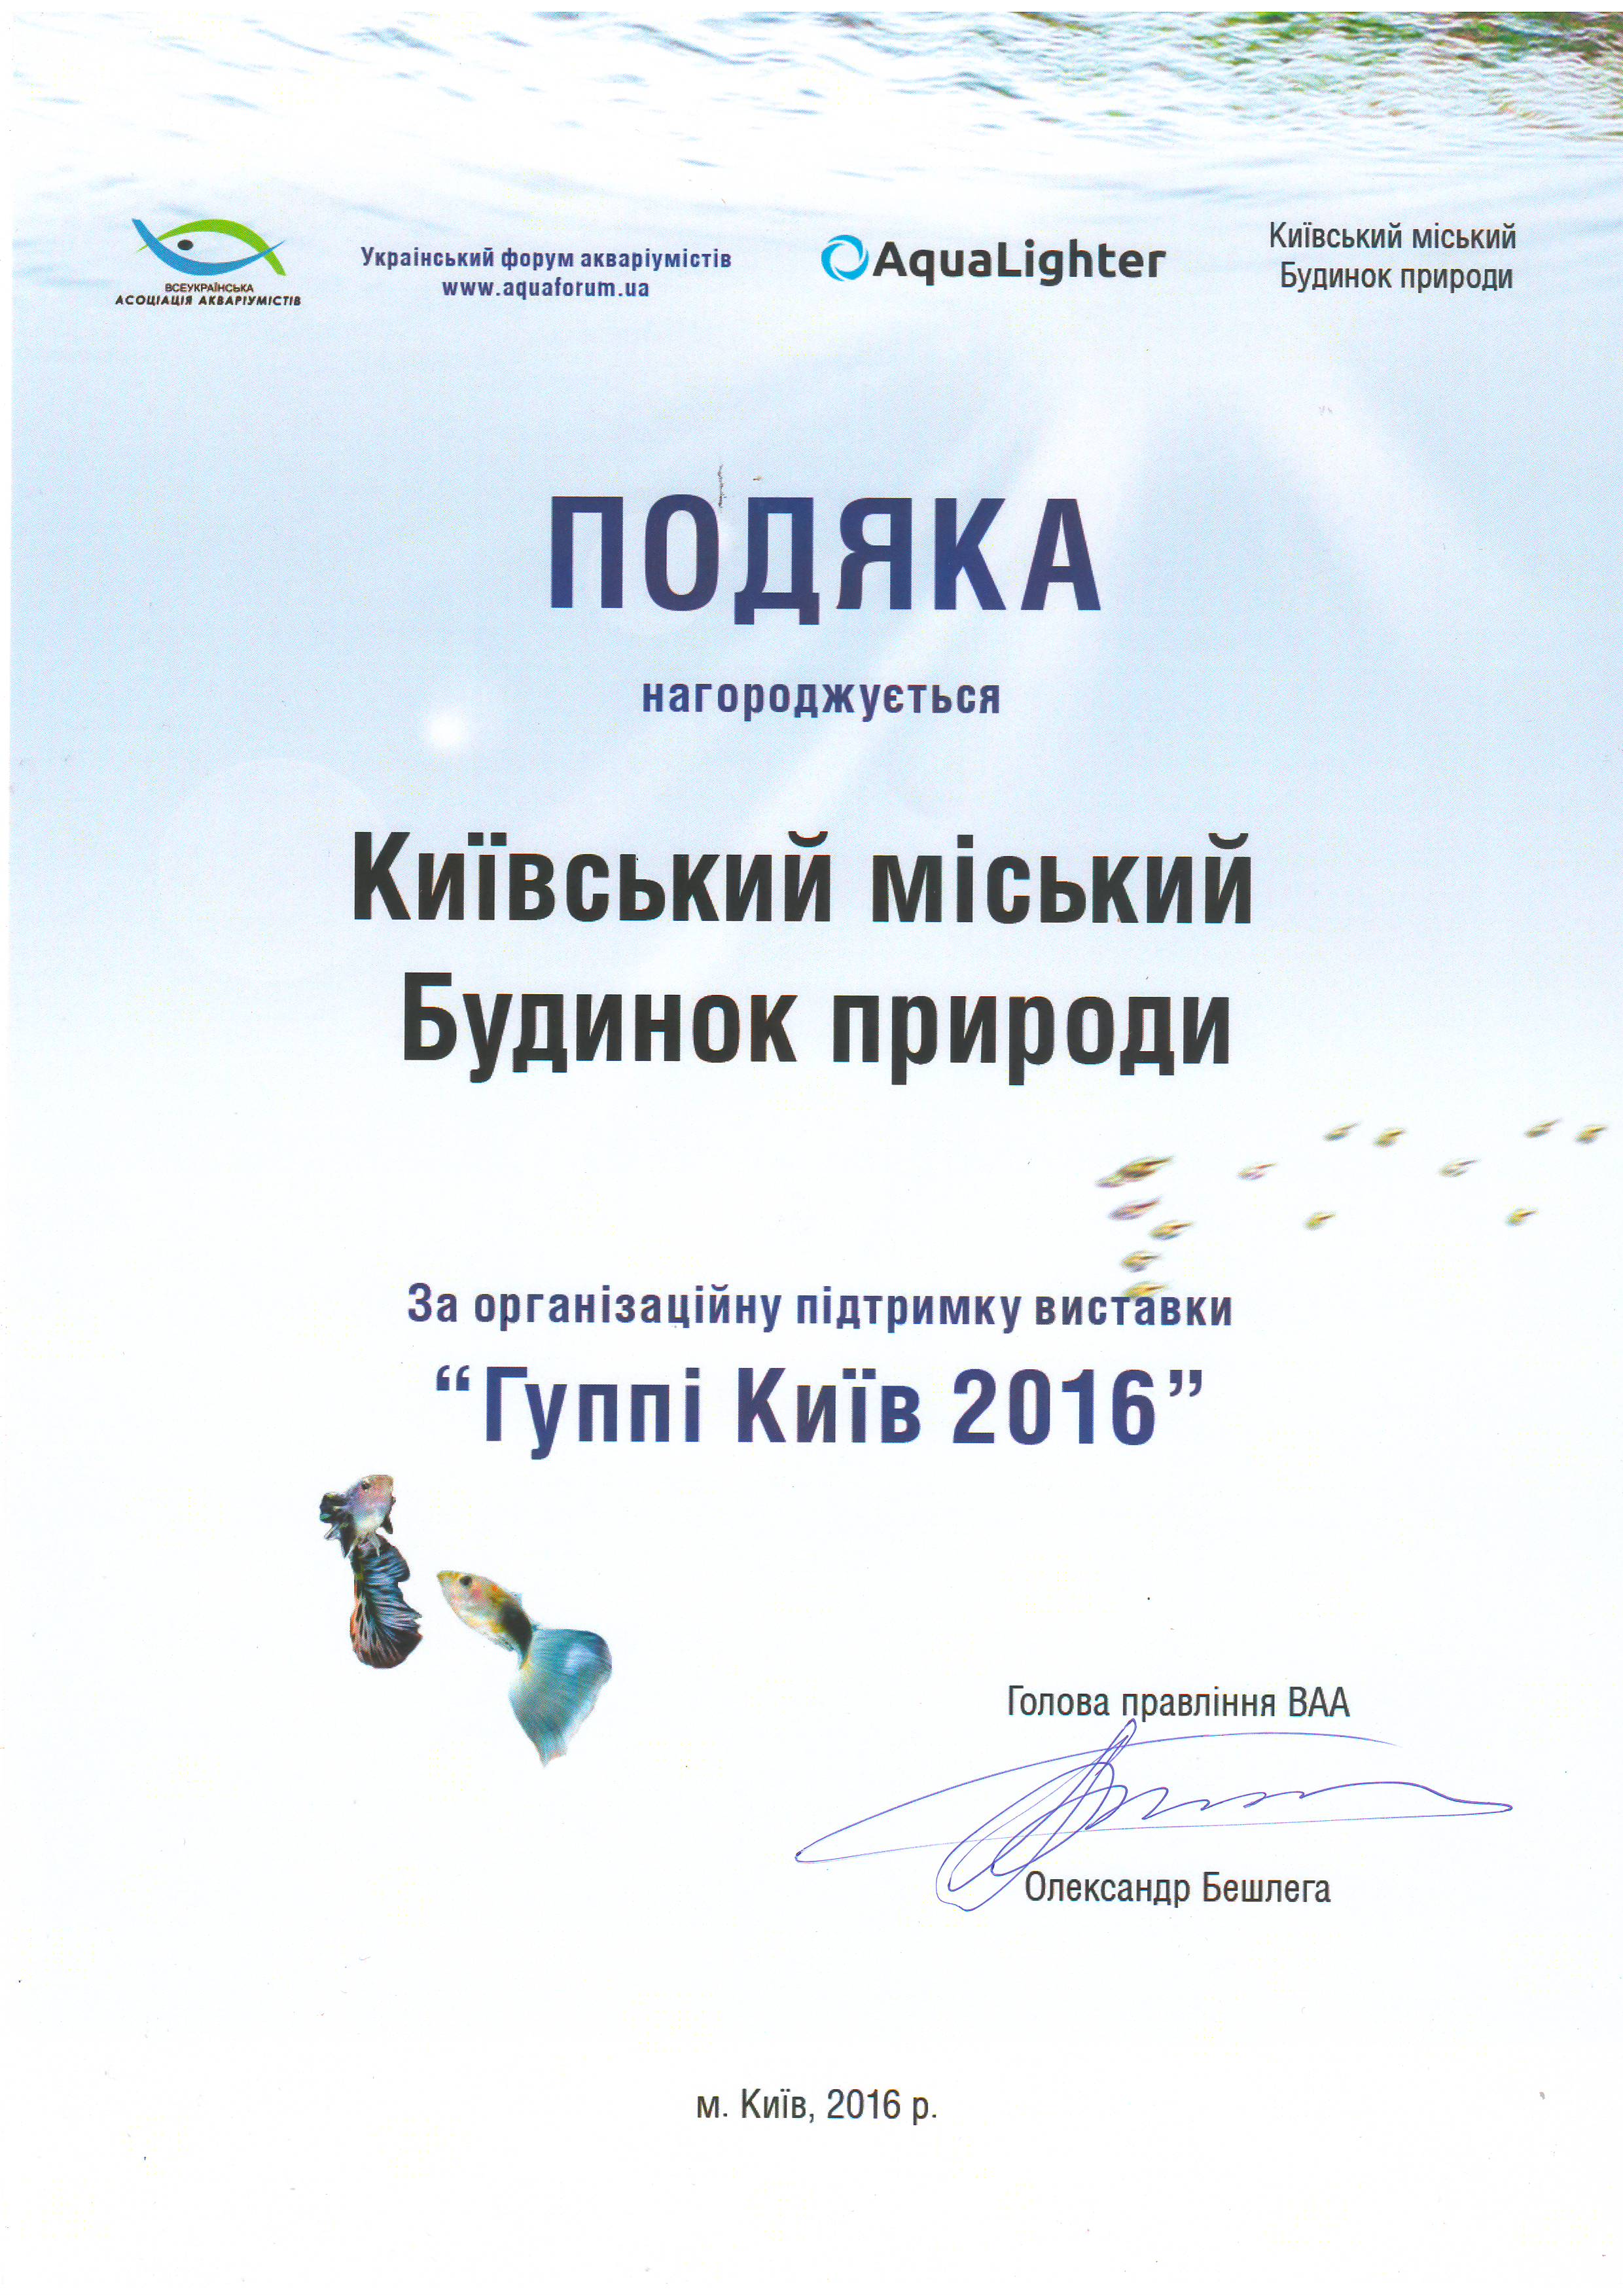 ВСЕУКРАЇНСЬКА
АСОЦІАЦІЯ АКВАРІУМІСТІВ
Український форум акваріумістів
www.aquaforum.ua
AquaLighter
Київський міський
Будинок природи
ПОДЯКА
нагороджується
Київський міський
Будинок природи
За організаційну підтримку виставки
“Гуппі Київ 2016”
Голова правління ВАА
Олександр Бешлега
м. Київ, 2016 р.